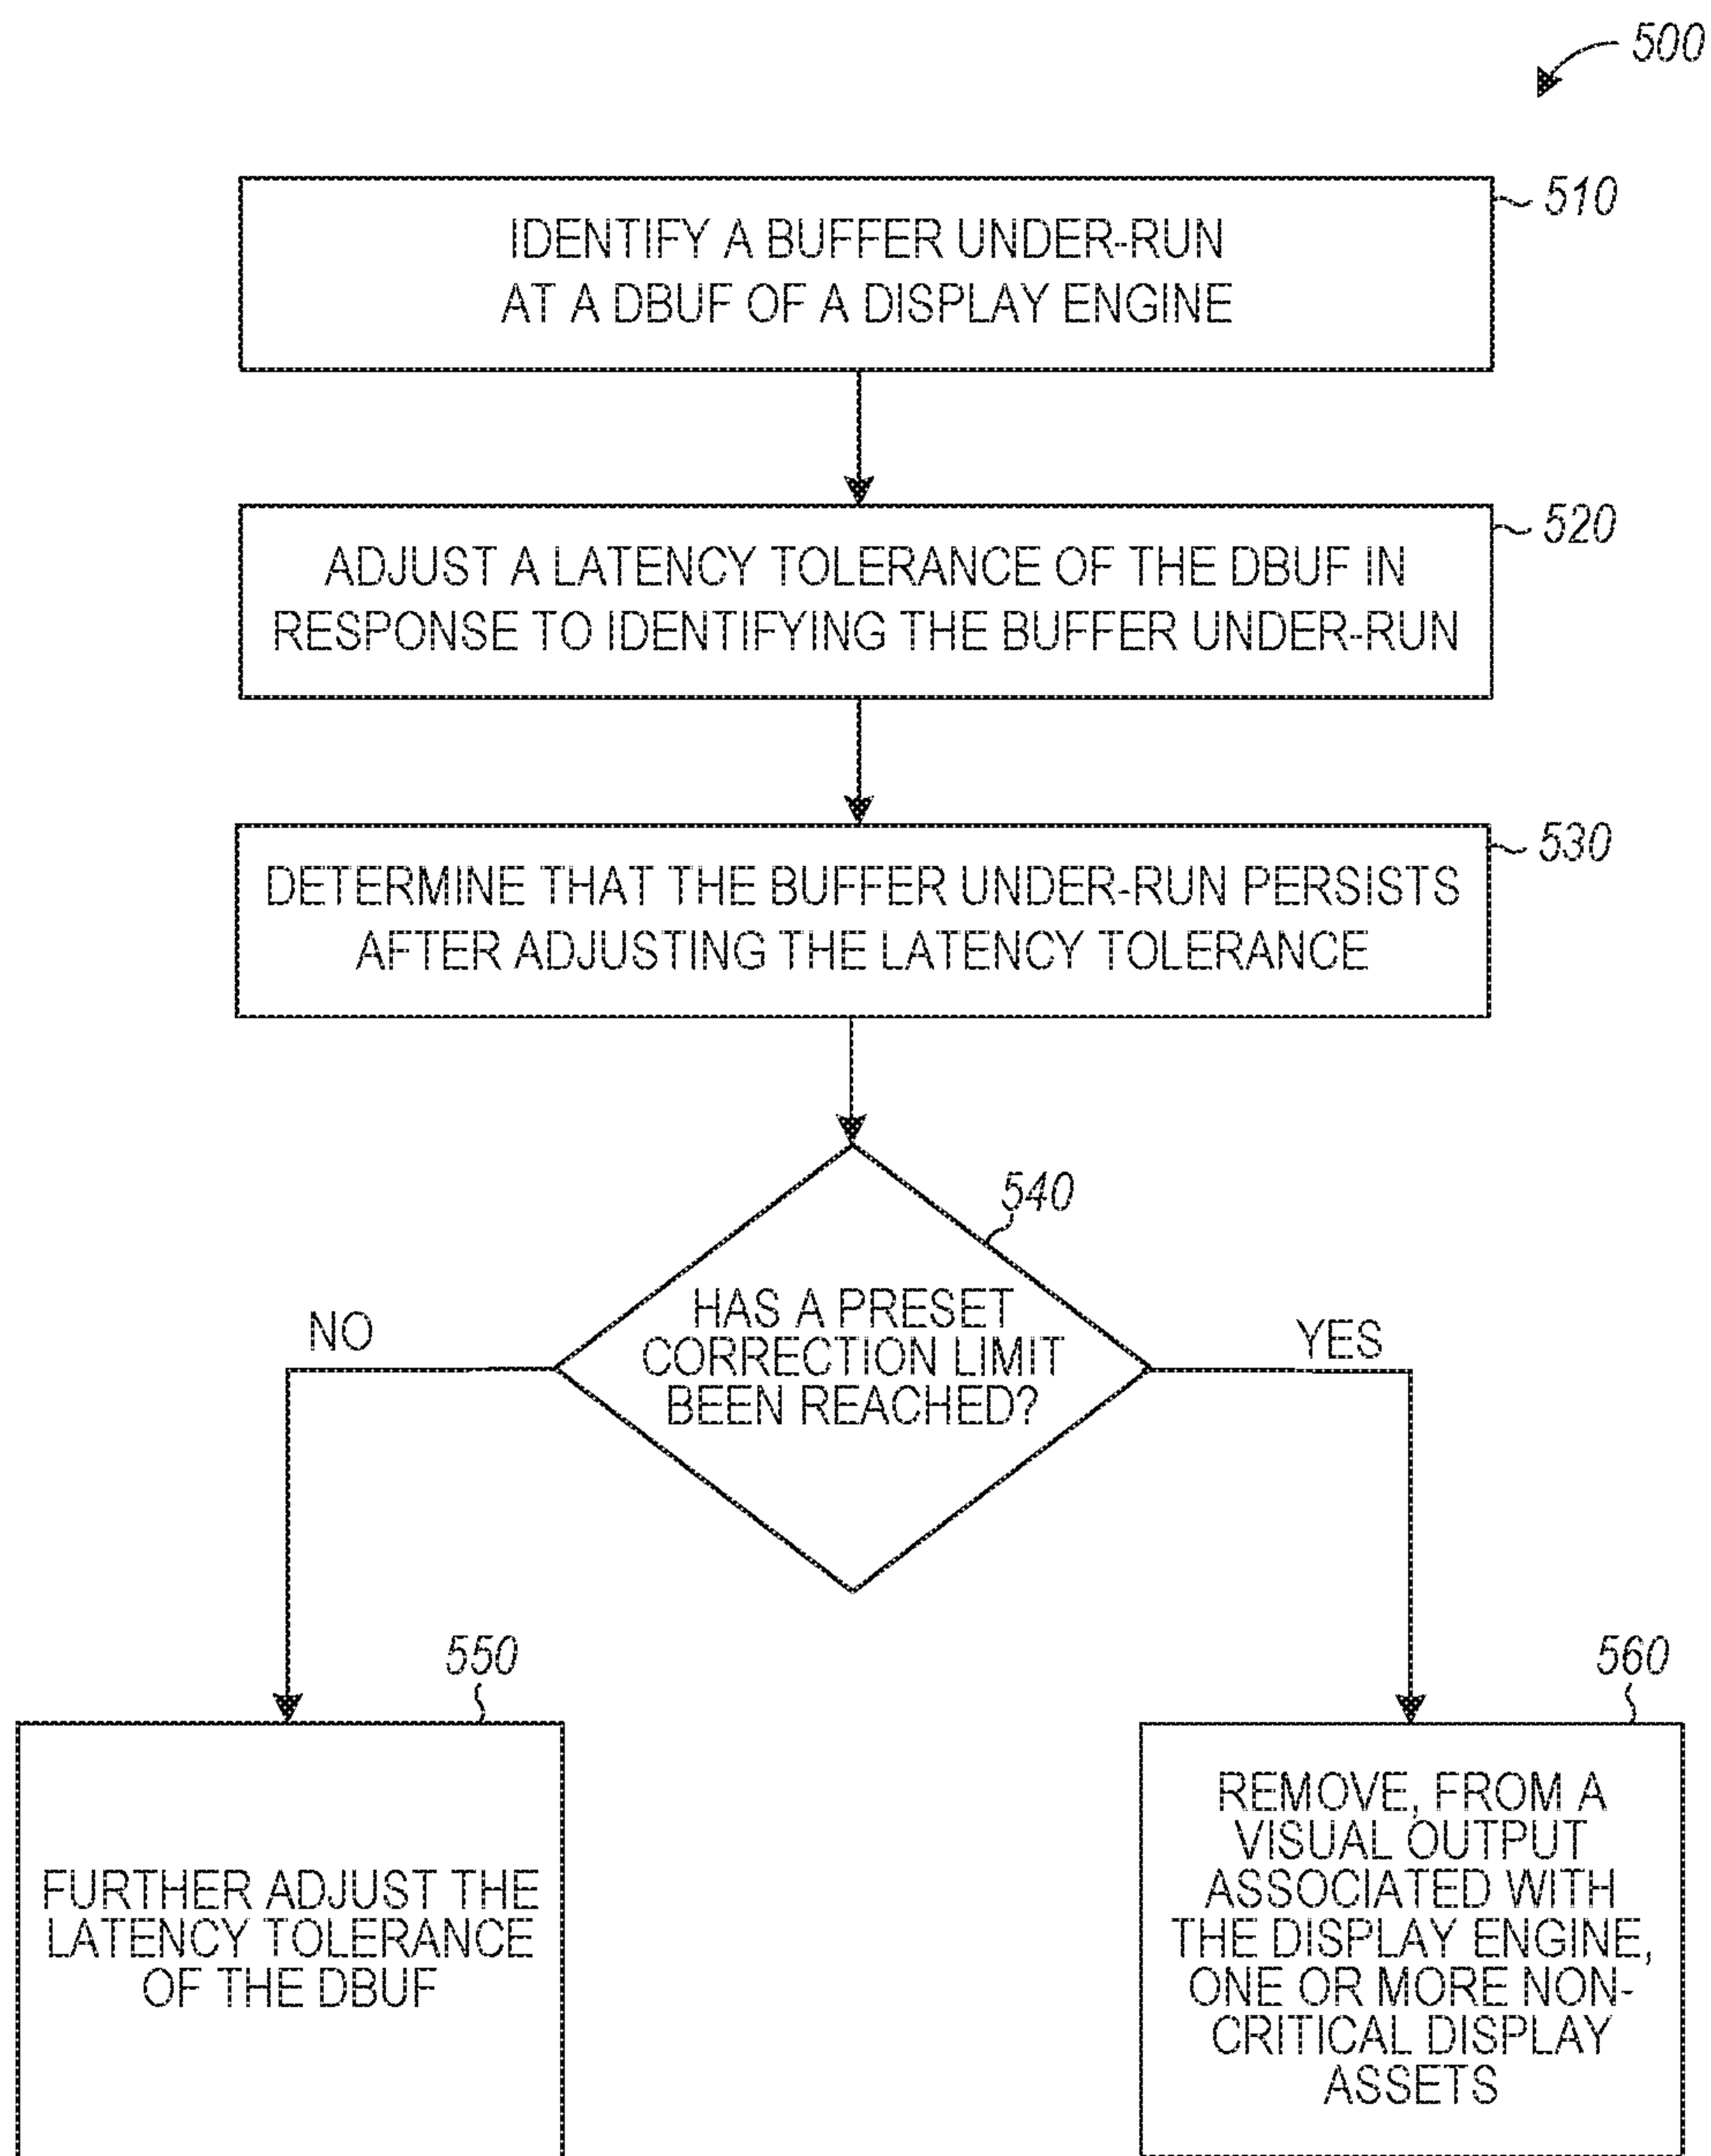 500
510
IDENTIFY A BUFFER UNDER-RUN
AT A DBUF OF A DISPLAY ENGINE
520
ADJUST A LATENCY TOLERANCE OF THE DBUF IN
RESPONSE TO IDENTIFYING THE BUFFER UNDER-RUN
530
DETERMINE THAT THE BUFFER UNDER-RUN PERSISTS
AFTER ADJUSTING THE LATENCY TOLERANCE
540
HAS A PRESET
CORRECTION LIMIT
BEEN REACHED?
NO
YES
550
FURTHER ADJUST THE
LATENCY TOLERANCE
OF THE DBUF
560
REMOVE, FROM A
VISUAL OUTPUT
ASSOCIATED WITH
THE DISPLAY ENGINE,
ONE OR MORE NON-
CRITICAL DISPLAY
ASSETS